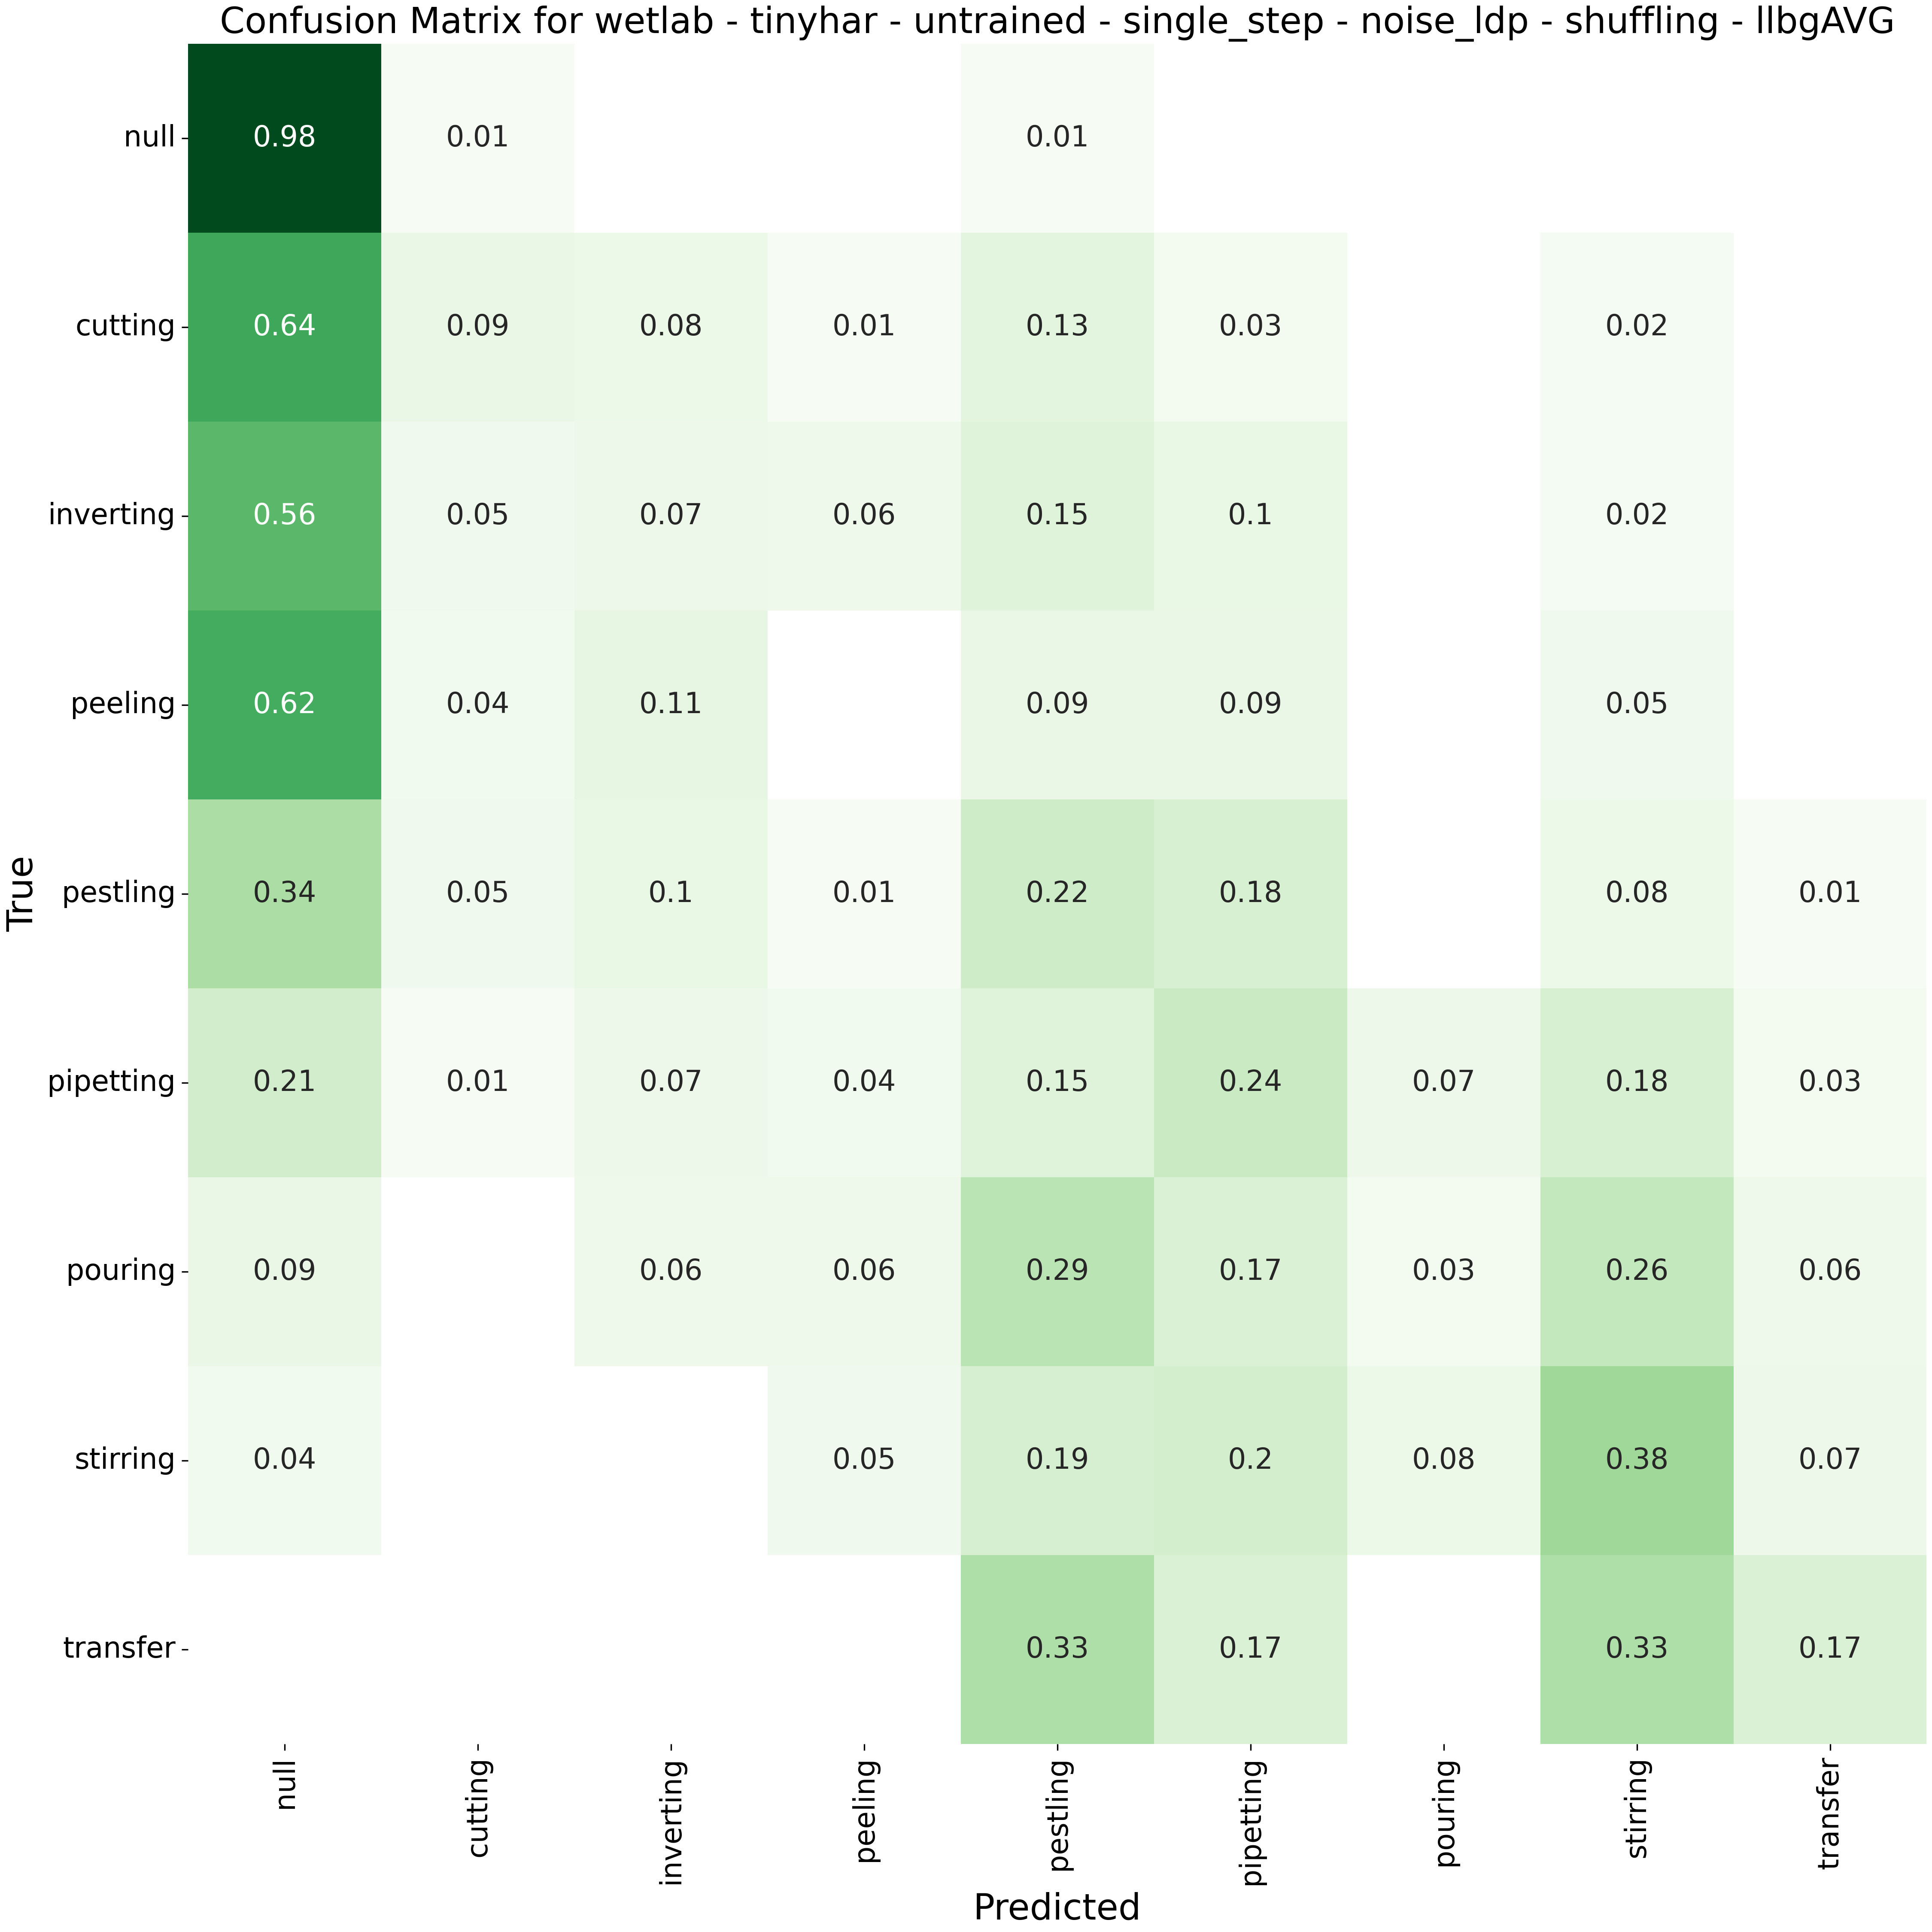 Confusion Matrix for wetlab - tinyhar - untrained - single_step - noise_ldp - shuffling - llbgAVG
null 0.98 0.01 0.01
cutting 0.64 0.09 0.08 0.01 0.13 0.03 0.02
inverting 0.56 0.05 0.07 0.06 0.15 0.1 0.02
peeling 0.62 0.04 0.11 0.09 0.09 0.05
pestling 0.34 0.05 0.1 0.01 0.22 0.18 0.08 0.01
pipetting 0.21 0.01 0.07 0.04 0.15 0.24 0.07 0.18 0.03
pouring 0.09 0.06 0.06 0.29 0.17 0.03 0.26 0.06
stirring 0.04 0.05 0.19 0.2 0.08 0.38 0.07
transfer 0.33 0.17 0.33 0.17
True
null cutting inverting peeling pestling pipetting pouring stirring transfer
Predicted